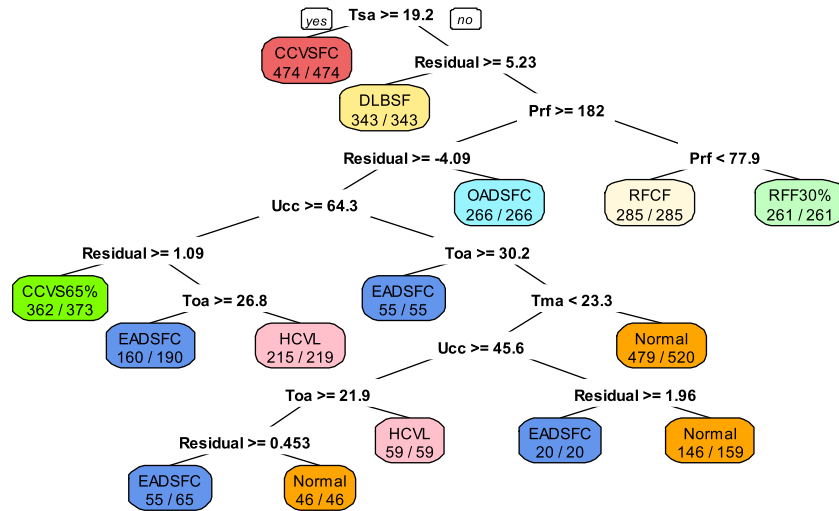 yes Tsa >= 19.2 no
CCVSFC
474 / 474
Residual >= 5.23
DLBSF
343 / 343
Prf >= 182
Residual >= -4.09
Prf < 77.9
OADSFC
266 / 266
RFCF
285 / 285
RFF30%
261 / 261
Ucc >= 64.3
Residual >= 1.09
Toa >= 30.2
CCVS65%
362 / 373
Toa >= 26.8
EADSFC
55 / 55
Tma < 23.3
EADSFC
160 / 190
HCVL
215 / 219
Ucc >= 45.6
Normal
479 / 520
Toa >= 21.9
Residual >= 1.96
Residual >= 0.453
HCVL
59 / 59
EADSFC
20 / 20
Normal
146 / 159
EADSFC
55 / 65
Normal
46 / 46